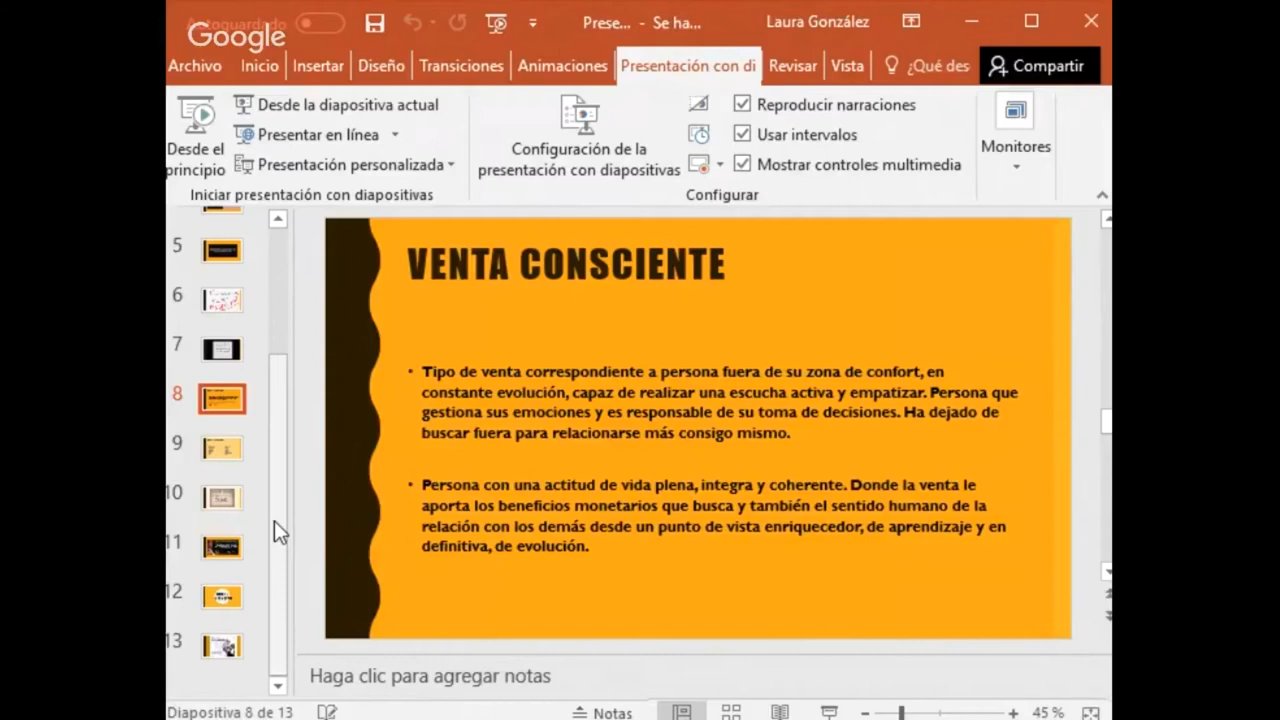 Autoguardado
Google
Prese... - Se ha...
Laura González
Archivo Inicio Insertar Diseño Transiciones Animaciones Presentación con di Revisar Vista ¿Qué des Compartir
Desde el principio
Desde la diapositiva actual
Presentar en línea
Presentación personalizada
Iniciar presentación con diapositivas
Configuración de la
presentación con diapositivas
Reproducir narraciones
Usar intervalos
Mostrar controles multimedia
Configurar
Monitores
5
6
7
8
9
10
11
12
13
VENTA CONSCIENTE
• Tipo de venta correspondiente a persona fuera de su zona de confort, en
constante evolución, capaz de realizar una escucha activa y empatizar. Persona que
gestiona sus emociones y es responsable de su toma de decisiones. Ha dejado de
buscar fuera para relacionarse más consigo mismo.
• Persona con una actitud de vida plena, integra y coherente. Donde la venta le
aporta los beneficios monetarios que busca y también el sentido humano de la
relación con los demás desde un punto de vista enriquecedor, de aprendizaje y en
definitiva, de evolución.
Haga clic para agregar notas
Diapositiva 8 de 13
Notas
45 %